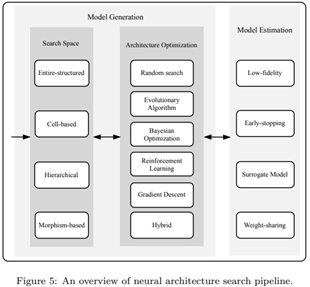 Model Generation
Model Estimation
Search Space
Architecture Optimization
Entire-structured
Cell-based
Hierarchical
Morphism-based
Random search
Evolutionary
Algorithm
Bayesian
Optimization
Reinforcement
Learning
Gradient Descent
Hybrid
Low-fidelity
Early-stopping
Surrogate Model
Weight-sharing
Figure 5: An overview of neural architecture search pipeline.